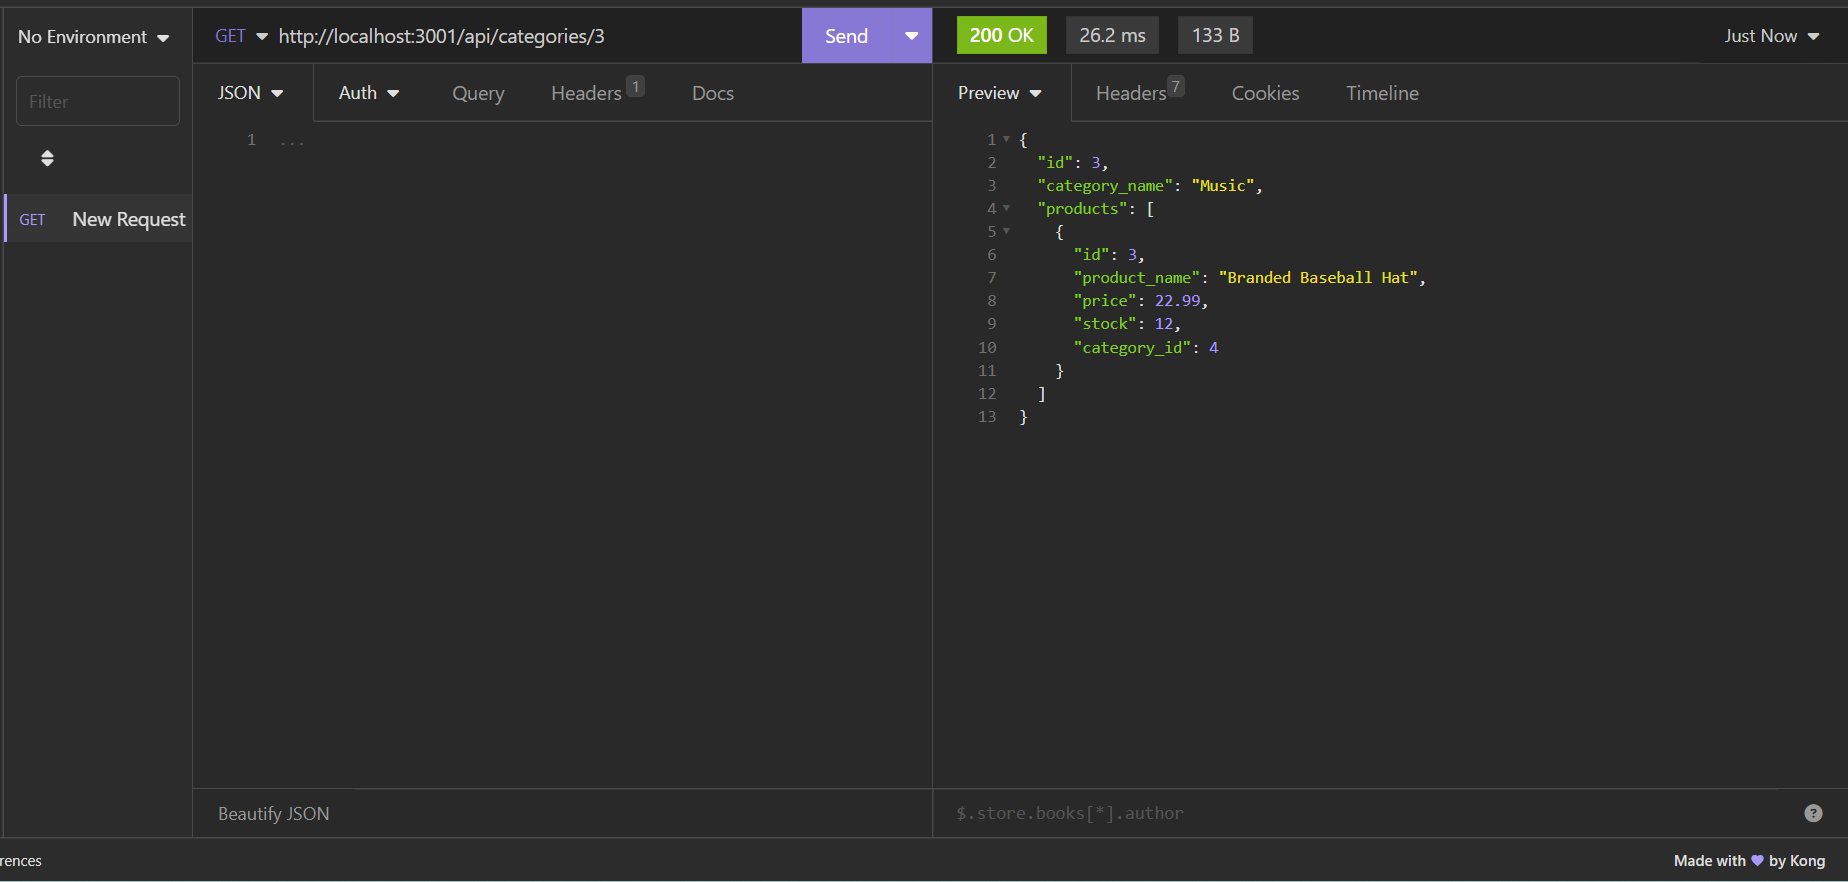 No Environment
Filter
GET New Request
GET http://localhost:3001/api/categories/3 Send
JSON Auth Query Headers 1 Docs
1 ...
Beautify JSON
200 OK 26.2 ms 133 B Just Now
Preview Headers 7 Cookies Timeline
1 {
2 "id": 3,
3 "category_name": "Music",
4 "products": [
5 {
6 "id": 3,
7 "product_name": "Branded Baseball Hat",
8 "price": 22.99,
9 "stock": 12,
10 "category_id": 4
11 }
12 ]
13 }
$.store.books[*].author ?
rences
Made with 💜 by Kong